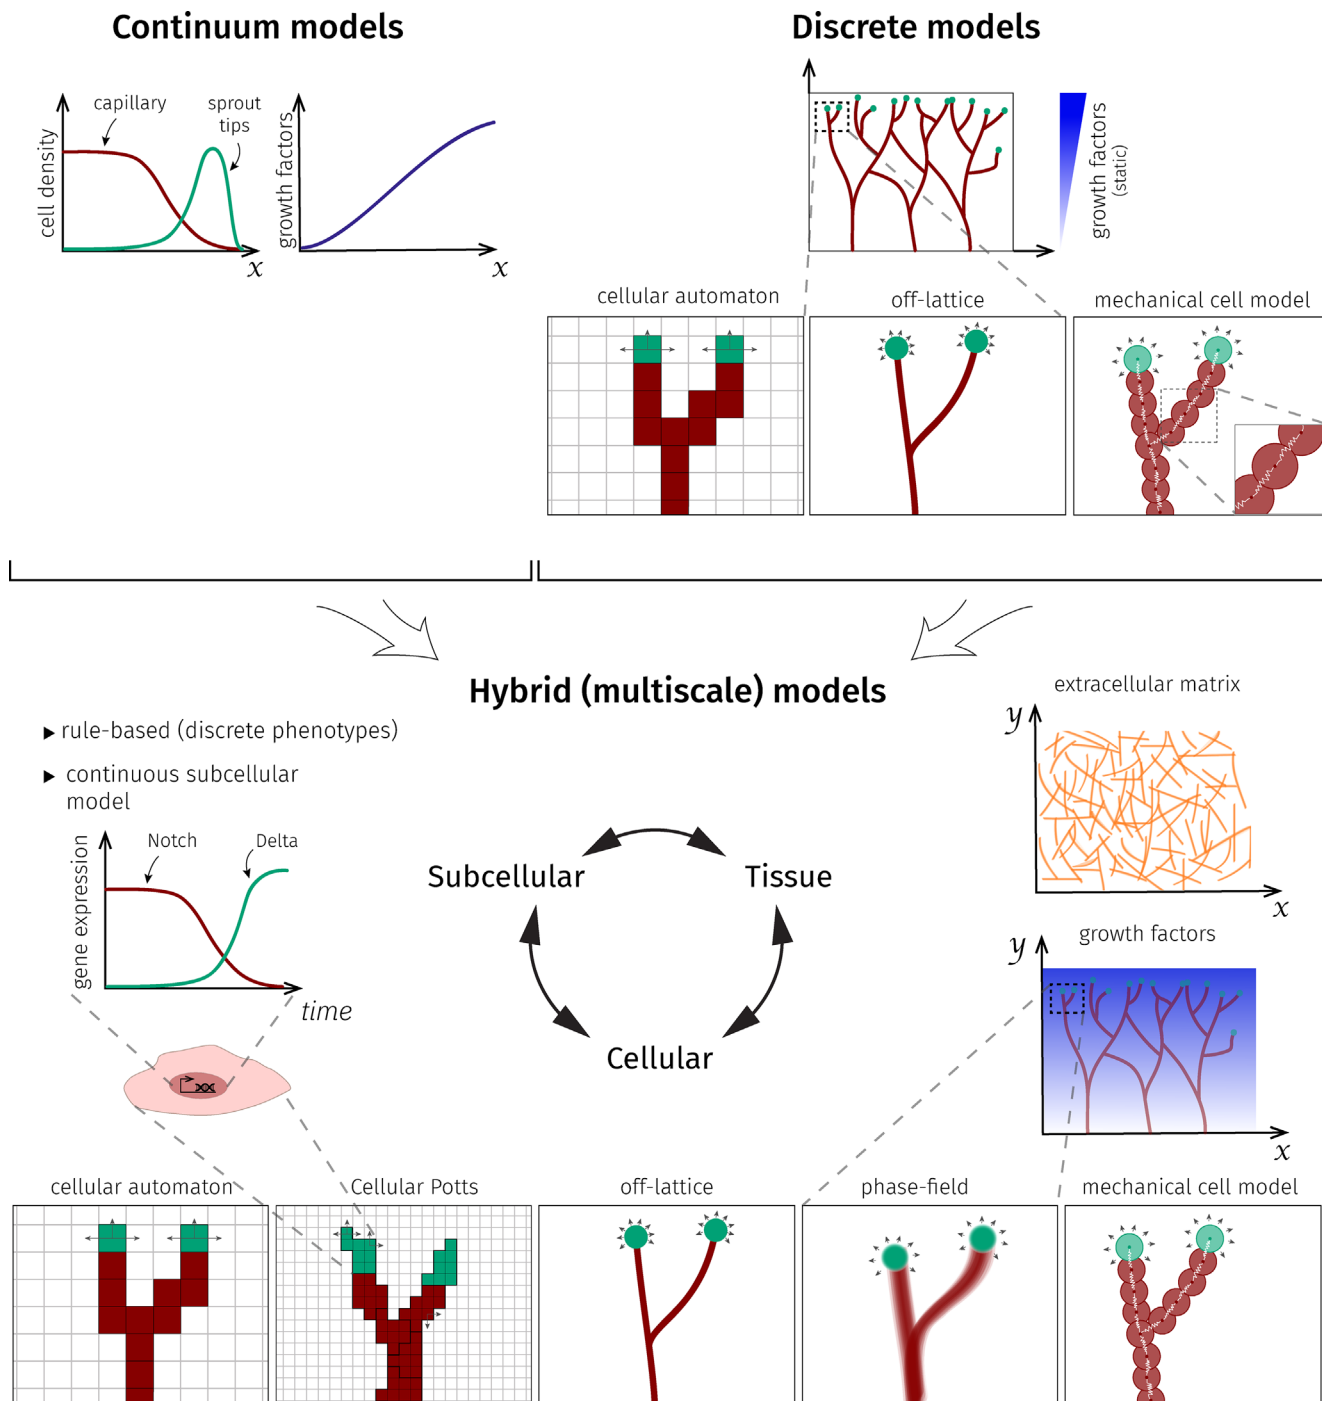 Continuum models
Discrete models
capillary
sprout
tips
cell density
x
growth factors
x
growth factors
(static)
cellular automaton
off-lattice
mechanical cell model
Hybrid (multiscale) models
▶ rule-based (discrete phenotypes)
▶ continuous subcellular
model
gene expression
Notch
Delta
time
Subcellular
Tissue
Cellular
extracellular matrix
y
x
growth factors
y
x
cellular automaton
Cellular Potts
off-lattice
phase-field
mechanical cell model